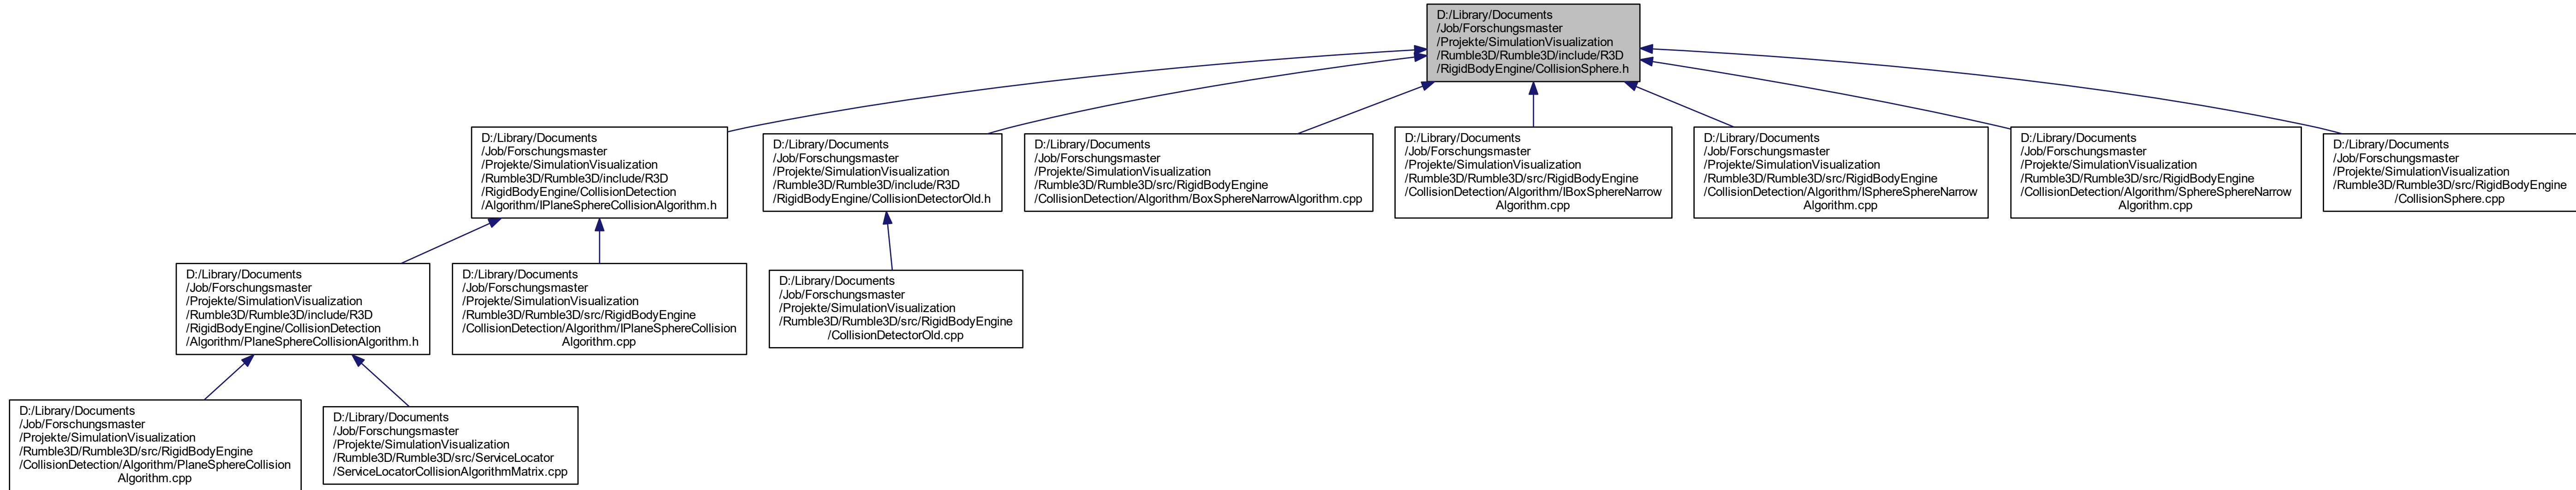 D:/Library/Documents
/Job/Forschungsmaster
/Projekte/SimulationVisualization
/Rumble3D/Rumble3D/include/R3D
/RigidBodyEngine/CollisionSphere.h
D:/Library/Documents
/Job/Forschungsmaster
/Projekte/SimulationVisualization
/Rumble3D/Rumble3D/include/R3D
/RigidBodyEngine/CollisionDetection
/Algorithm/IPlaneSphereCollisionAlgorithm.h
D:/Library/Documents
/Job/Forschungsmaster
/Projekte/SimulationVisualization
/Rumble3D/Rumble3D/include/R3D
/RigidBodyEngine/CollisionDetectorOld.h
D:/Library/Documents
/Job/Forschungsmaster
/Projekte/SimulationVisualization
/Rumble3D/Rumble3D/src/RigidBodyEngine
/CollisionDetection/Algorithm/BoxSphereNarrowAlgorithm.cpp
D:/Library/Documents
/Job/Forschungsmaster
/Projekte/SimulationVisualization
/Rumble3D/Rumble3D/src/RigidBodyEngine
/CollisionDetection/Algorithm/IBoxSphereNarrow
Algorithm.cpp
D:/Library/Documents
/Job/Forschungsmaster
/Projekte/SimulationVisualization
/Rumble3D/Rumble3D/src/RigidBodyEngine
/CollisionDetection/Algorithm/ISphereSphereNarrow
Algorithm.cpp
D:/Library/Documents
/Job/Forschungsmaster
/Projekte/SimulationVisualization
/Rumble3D/Rumble3D/src/RigidBodyEngine
/CollisionDetection/Algorithm/SphereSphereNarrow
Algorithm.cpp
D:/Library/Documents
/Job/Forschungsmaster
/Projekte/SimulationVisualization
/Rumble3D/Rumble3D/src/RigidBodyEngine
/CollisionSphere.cpp
D:/Library/Documents
/Job/Forschungsmaster
/Projekte/SimulationVisualization
/Rumble3D/Rumble3D/include/R3D
/RigidBodyEngine/CollisionDetection
/Algorithm/PlaneSphereCollisionAlgorithm.h
D:/Library/Documents
/Job/Forschungsmaster
/Projekte/SimulationVisualization
/Rumble3D/Rumble3D/src/RigidBodyEngine
/CollisionDetection/Algorithm/IPlaneSphereCollision
Algorithm.cpp
D:/Library/Documents
/Job/Forschungsmaster
/Projekte/SimulationVisualization
/Rumble3D/Rumble3D/src/RigidBodyEngine
/CollisionDetectorOld.cpp
D:/Library/Documents
/Job/Forschungsmaster
/Projekte/SimulationVisualization
/Rumble3D/Rumble3D/src/RigidBodyEngine
/CollisionDetection/Algorithm/PlaneSphereCollision
Algorithm.cpp
D:/Library/Documents
/Job/Forschungsmaster
/Projekte/SimulationVisualization
/Rumble3D/Rumble3D/src/ServiceLocator
/ServiceLocatorCollisionAlgorithmMatrix.cpp